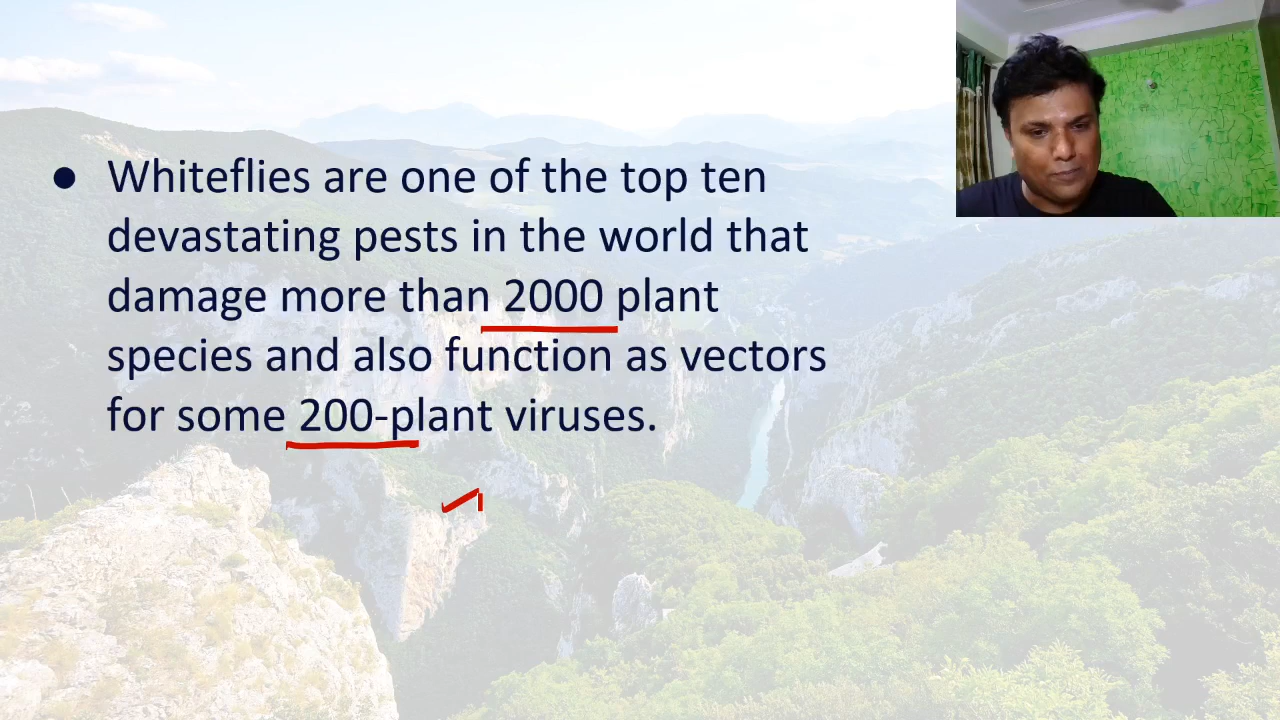 ● Whiteflies are one of the top ten
devastating pests in the world that
damage more than 2000 plant
species and also function as vectors
for some 200-plant viruses.